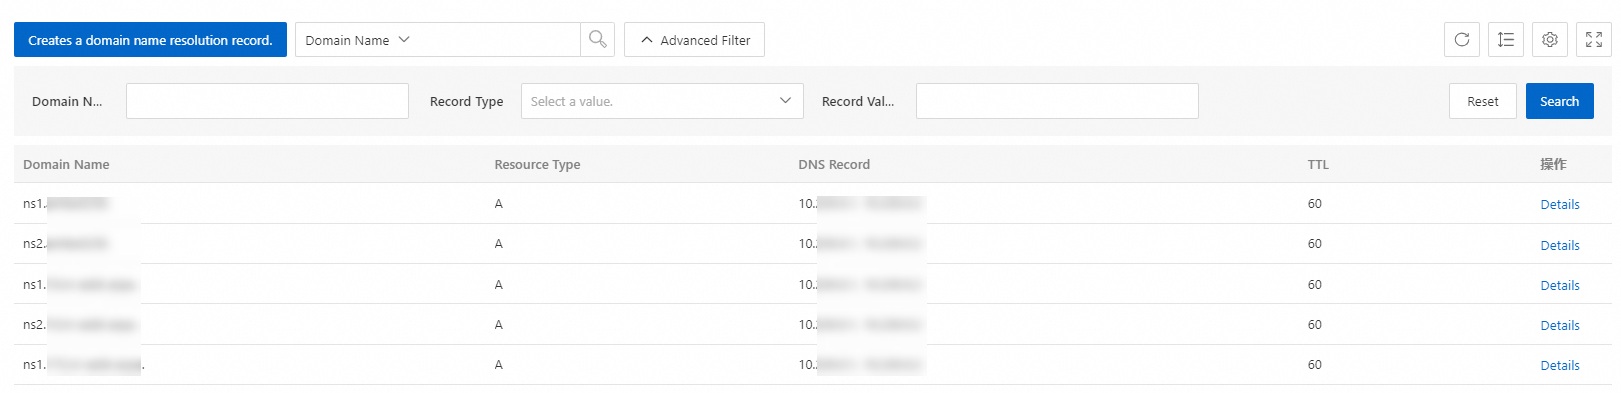 Creates a domain name resolution record. Domain Name Advanced Filter
Domain N... Record Type Select a value. Record Val... Reset Search
Domain Name Resource Type DNS Record TTL 操作
ns1. A 10. 60 Details
ns2. A 10. 60 Details
ns1. A 10. 60 Details
ns2. A 10. 60 Details
ns1. A 10. 60 Details